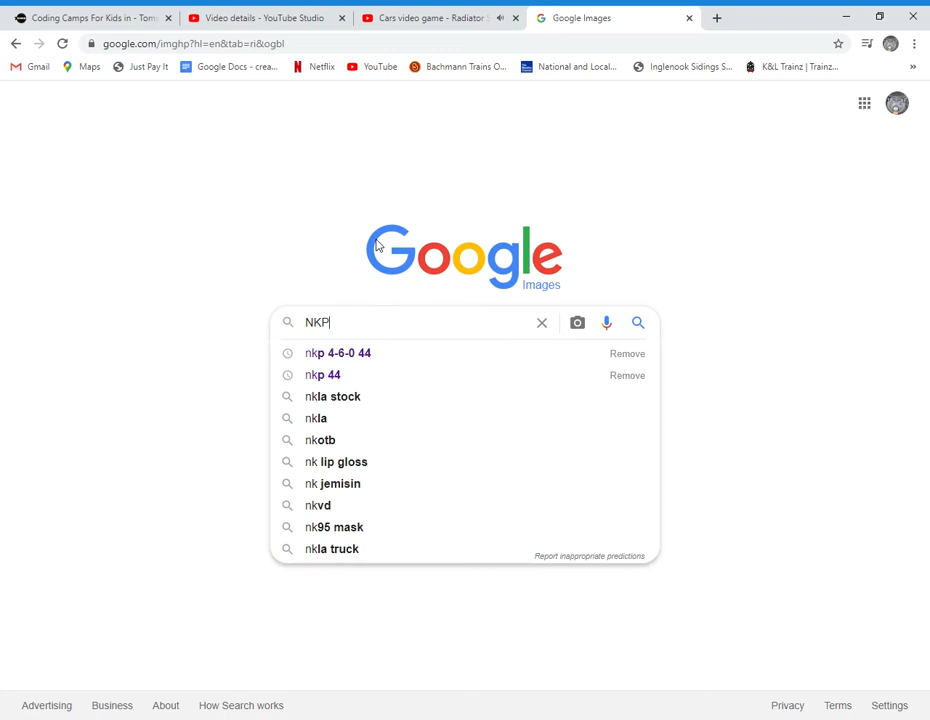 Coding Camps For Kids in - Tom
Video details - YouTube Studio
Cars video game - Radiator S
Google Images
google.com/imghp?hl=en&tab=ri&ogbl
Gmail
Maps
Just Pay It
Google Docs - crea...
Netflix
YouTube
Bachmann Trains O...
National and Local...
Inglenook Sidings S...
K&L Trainz | Trainz...
»
Google
Images
NKP
nkp 4-6-0 44
Remove
nkp 44
Remove
nkla stock
nkla
nkotb
nk lip gloss
nk jemisin
nkvd
nk95 mask
nkla truck
Report inappropriate predictions
Advertising
Business
About
How Search works
Privacy
Terms
Settings